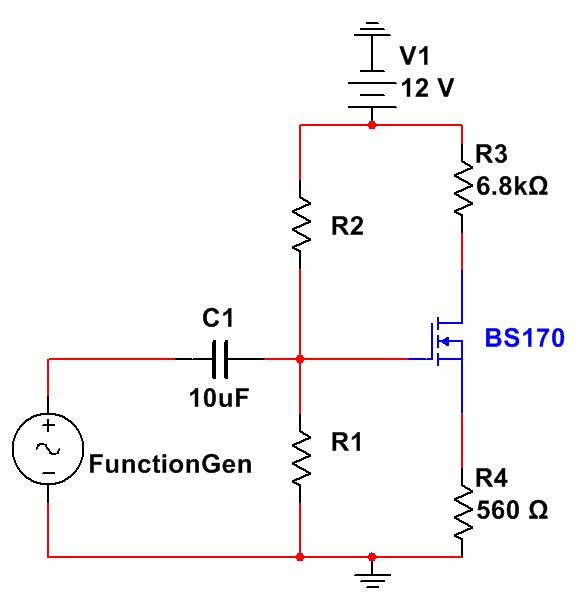 V1
12 V
R3
6.8kΩ
R2
C1
10uF
BS170
FunctionGen
R1
R4
560 Ω